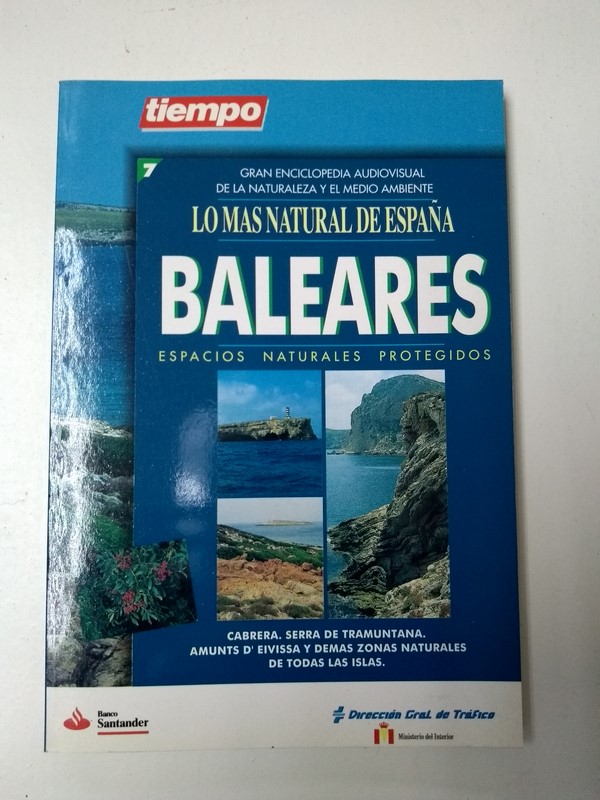 tiempo
7
GRAN ENCICLOPEDIA AUDIOVISUAL
DE LA NATURALEZA Y EL MEDIO AMBIENTE
LO MAS NATURAL DE ESPAÑA
BALEARES
ESPACIOS NATURALES PROTEGIDOS
CABRERA. SERRA DE TRAMUNTANA.
AMUNTS D' EIVISSA Y DEMAS ZONAS NATURALES
DE TODAS LAS ISLAS.
Banco
Santander
Dirección Gral. de Tráfico
Ministerio del Interior